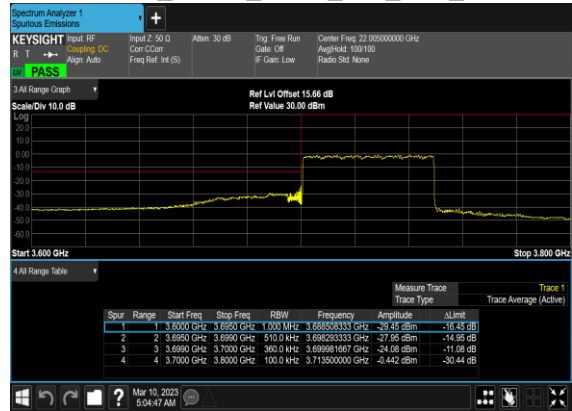 Spectrum Analyzer 1
Spurious Emissions
+
KEYSIGHT Input: RF Input Z: 50 Ω Atten: 30 dB Trig: Free Run Center Freq: 22.005000000 GHz
R T Coupling: DC Corr CCorr Gate: Off Avg|Hold: 100/100
Align: Auto Freq Ref: Int (S) IF Gain: Low Radio Std: None
PASS
3 All Range Graph
Ref Lvl Offset 15.66 dB
Scale/Div 10.0 dB Ref Value 30.00 dBm
Log
20.0
10.0
0.00
-10.0
-20.0
-30.0
-40.0
-50.0
-60.0
Start 3.600 GHz Stop 3.800 GHz
4 All Range Table
Measure Trace Trace 1
Trace Type Trace Average (Active)
Spur Range Start Freq Stop Freq RBW Frequency Amplitude ΔLimit
1 1 3.6000 GHz 3.6950 GHz 1.000 MHz 3.688508333 GHz -29.45 dBm -16.45 dB
2 2 3.6950 GHz 3.6990 GHz 510.0 kHz 3.698293333 GHz -27.95 dBm -14.95 dB
3 3 3.6990 GHz 3.7000 GHz 360.0 kHz 3.699981667 GHz -24.08 dBm -11.08 dB
4 4 3.7000 GHz 3.8000 GHz 100.0 kHz 3.713500000 GHz -0.442 dBm -30.44 dB
? Mar 10, 2023
5:04:47 AM